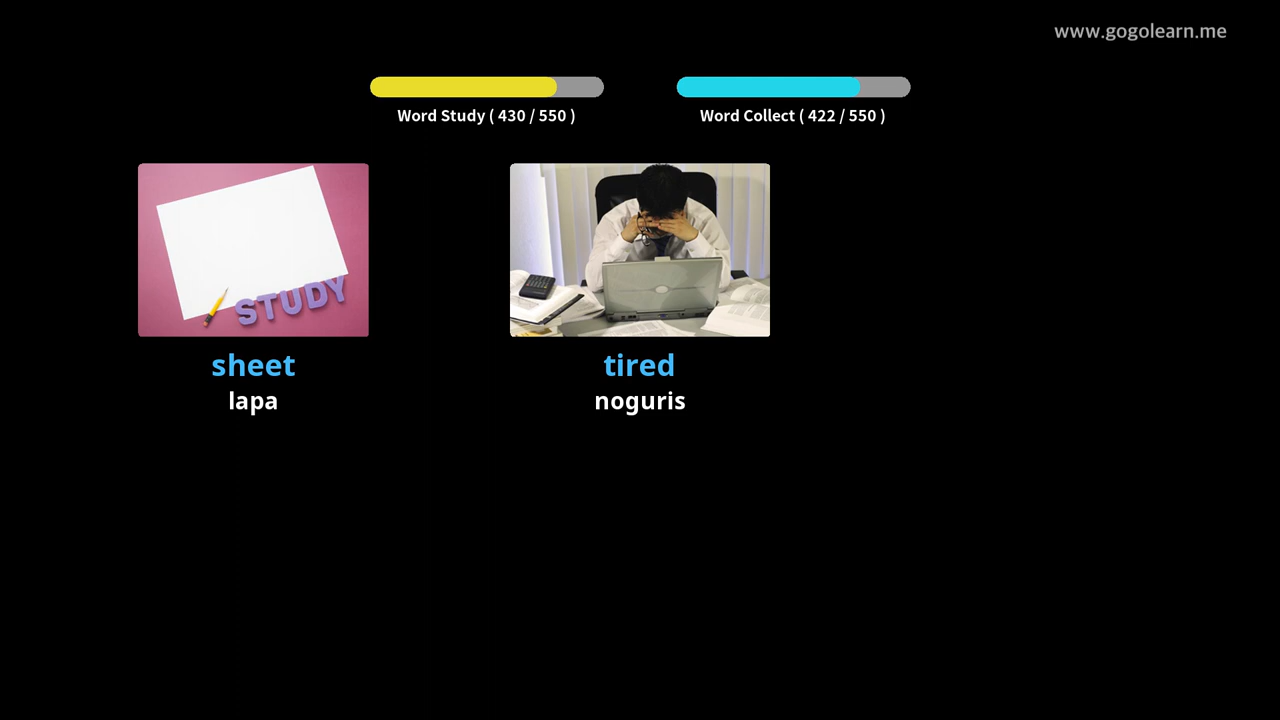 www.gogolearn.me
Word Study ( 430 / 550 )
Word Collect ( 422 / 550 )
STUDY
sheet
lapa
tired
noguris